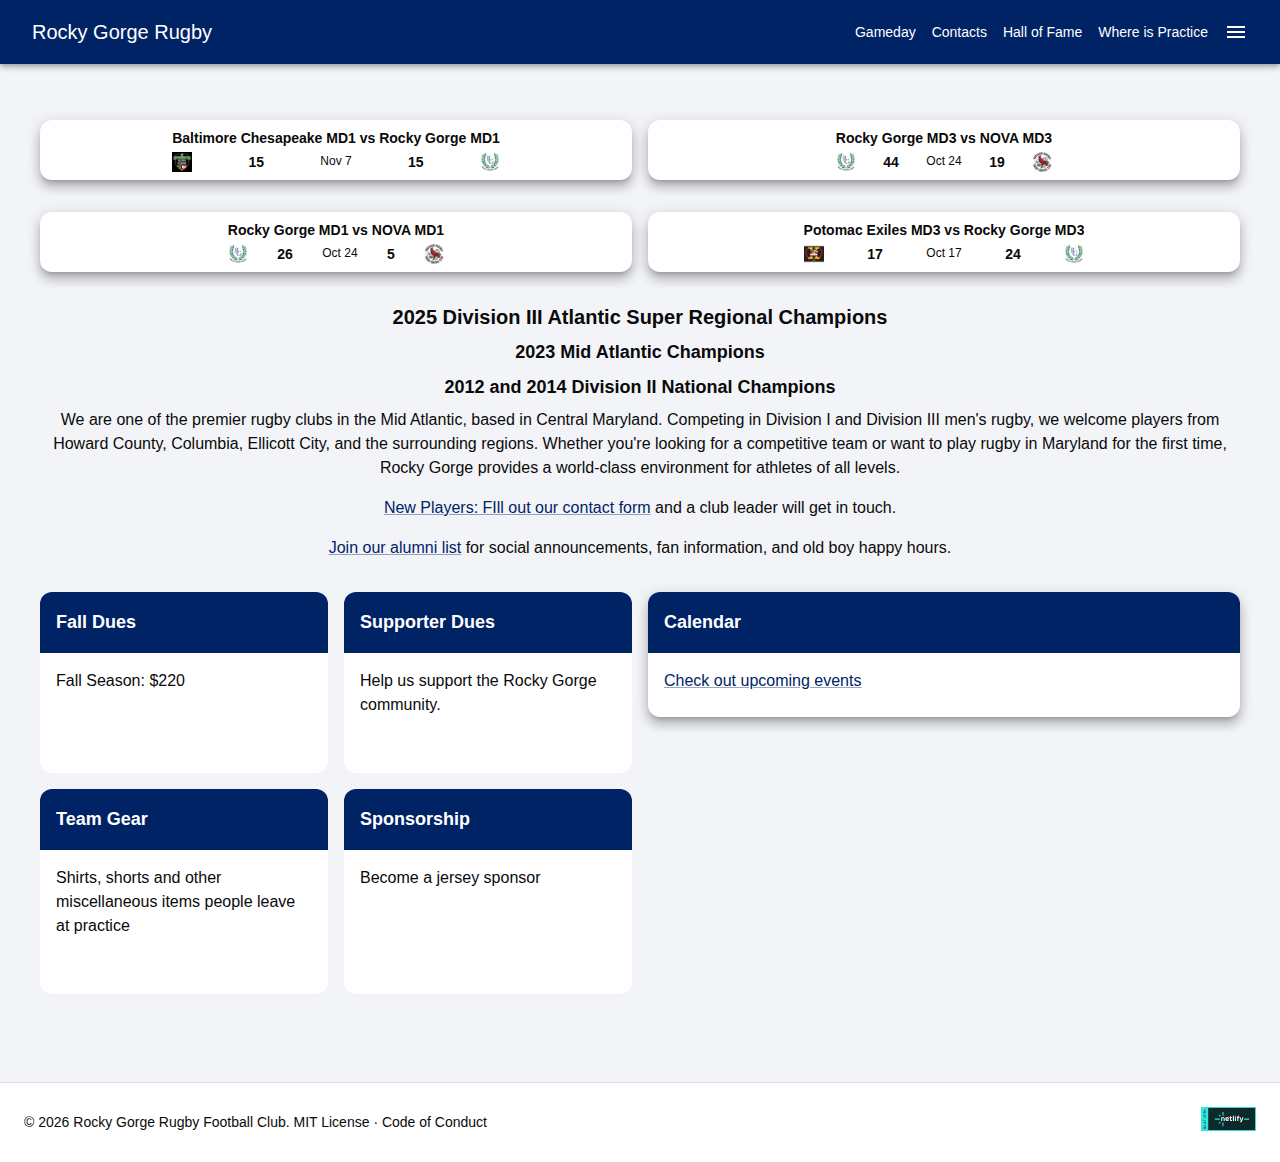 Rocky Gorge Rugby
Gameday
Contacts
Hall of Fame
Where is Practice
Baltimore Chesapeake MD1 vs Rocky Gorge MD1
15
Nov 7
15
Rocky Gorge MD3 vs NOVA MD3
44
Oct 24
19
Rocky Gorge MD1 vs NOVA MD1
26
Oct 24
5
Potomac Exiles MD3 vs Rocky Gorge MD3
17
Oct 17
24
2025 Division III Atlantic Super Regional Champions
2023 Mid Atlantic Champions
2012 and 2014 Division II National Champions
We are one of the premier rugby clubs in the Mid Atlantic, based in Central Maryland. Competing in Division I and Division III men's rugby, we welcome players from
Howard County, Columbia, Ellicott City, and the surrounding regions. Whether you're looking for a competitive team or want to play rugby in Maryland for the first time,
Rocky Gorge provides a world-class environment for athletes of all levels.
New Players: FIll out our contact form and a club leader will get in touch.
Join our alumni list for social announcements, fan information, and old boy happy hours.
Fall Dues
Fall Season: $220
Supporter Dues
Help us support the Rocky Gorge
community.
Calendar
Check out upcoming events
Team Gear
Shirts, shorts and other
miscellaneous items people leave
at practice
Sponsorship
Become a jersey sponsor
© 2026 Rocky Gorge Rugby Football Club. MIT License · Code of Conduct
netlify